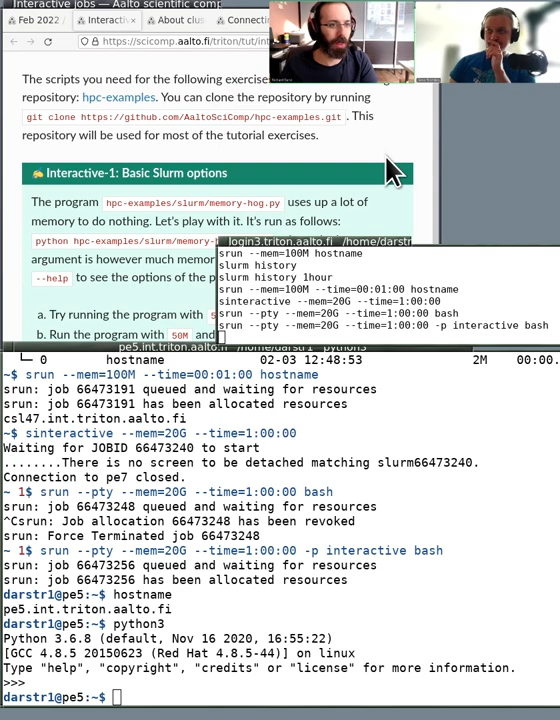 Interactive jobs — Aalto scientific comp
Feb 2022
Interactiv
About clus
Connectin
https://scicomp.aalto.fi/triton/tut/int
The scripts you need for the following exercise
repository: hpc-examples. You can clone the repository by running
git clone https://github.com/AaltoSciComp/hpc-examples.git. This
repository will be used for most of the tutorial exercises.
Interactive-1: Basic Slurm options
The program hpc-examples/slurm/memory-hog.py uses up a lot of
memory to do nothing. Let's play with it. It's run as follows:
python hpc-examples/slurm/memory-h
argument is however much memor
--help to see the options of the p
a. Try running the program with 5
b. Run the program with 50M and
login3.triton.aalto.fi /home/darstr
srun --mem=100M hostname
slurm history
slurm history 1hour
srun --mem=100M --time=00:01:00 hostname
sinteractive --mem=20G --time=1:00:00
srun --pty --mem=20G --time=1:00:00 bash
srun --pty --mem=20G --time=1:00:00 -p interactive bash
pe5.int.triton.aalto.fi /home/darstr1 python3
└─ 0 hostname 02-03 12:48:53 2M 00:00.
~$ srun --mem=100M --time=00:01:00 hostname
srun: job 66473191 queued and waiting for resources
srun: job 66473191 has been allocated resources
csl47.int.triton.aalto.fi
~$ sinteractive --mem=20G --time=1:00:00
Waiting for JOBID 66473240 to start
........There is no screen to be detached matching slurm66473240.
Connection to pe7 closed.
~ 1$ srun --pty --mem=20G --time=1:00:00 bash
srun: job 66473248 queued and waiting for resources
^Csrun: Job allocation 66473248 has been revoked
srun: Force Terminated job 66473248
~ 1$ srun --pty --mem=20G --time=1:00:00 -p interactive bash
srun: job 66473256 queued and waiting for resources
srun: job 66473256 has been allocated resources
darstr1@pe5:~$ hostname
pe5.int.triton.aalto.fi
darstr1@pe5:~$ python3
Python 3.6.8 (default, Nov 16 2020, 16:55:22)
[GCC 4.8.5 20150623 (Red Hat 4.8.5-44)] on linux
Type "help", "copyright", "credits" or "license" for more information.
>>>
darstr1@pe5:~$